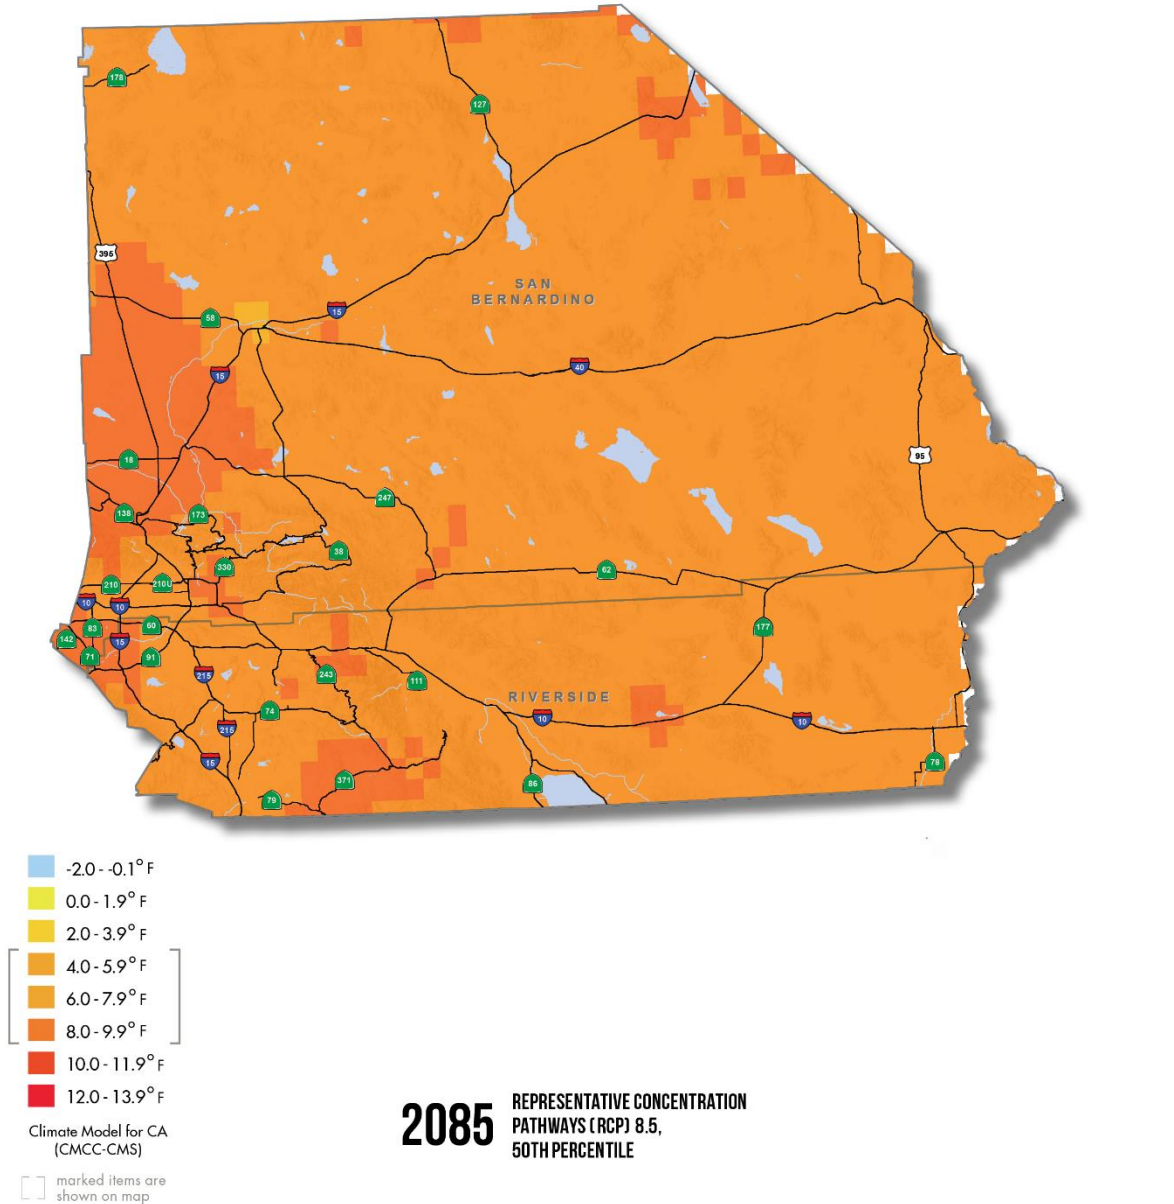 178
127
395
SAN
BERNARDINO
58
15
15
40
18
95
138
173
247
38
330
62
210
210U
10
10
83
60
142
15
177
71
91
215
243
111
RIVERSIDE
74
10
10
215
15
78
371
86
79
-2.0 - -0.1° F
0.0 - 1.9° F
2.0 - 3.9° F
4.0 - 5.9° F
6.0 - 7.9° F
8.0 - 9.9° F
10.0 - 11.9° F
12.0 - 13.9° F
Climate Model for CA
(CMCC-CMS)
marked items are
shown on map
2085
REPRESENTATIVE CONCENTRATION
PATHWAYS (RCP) 8.5,
50TH PERCENTILE